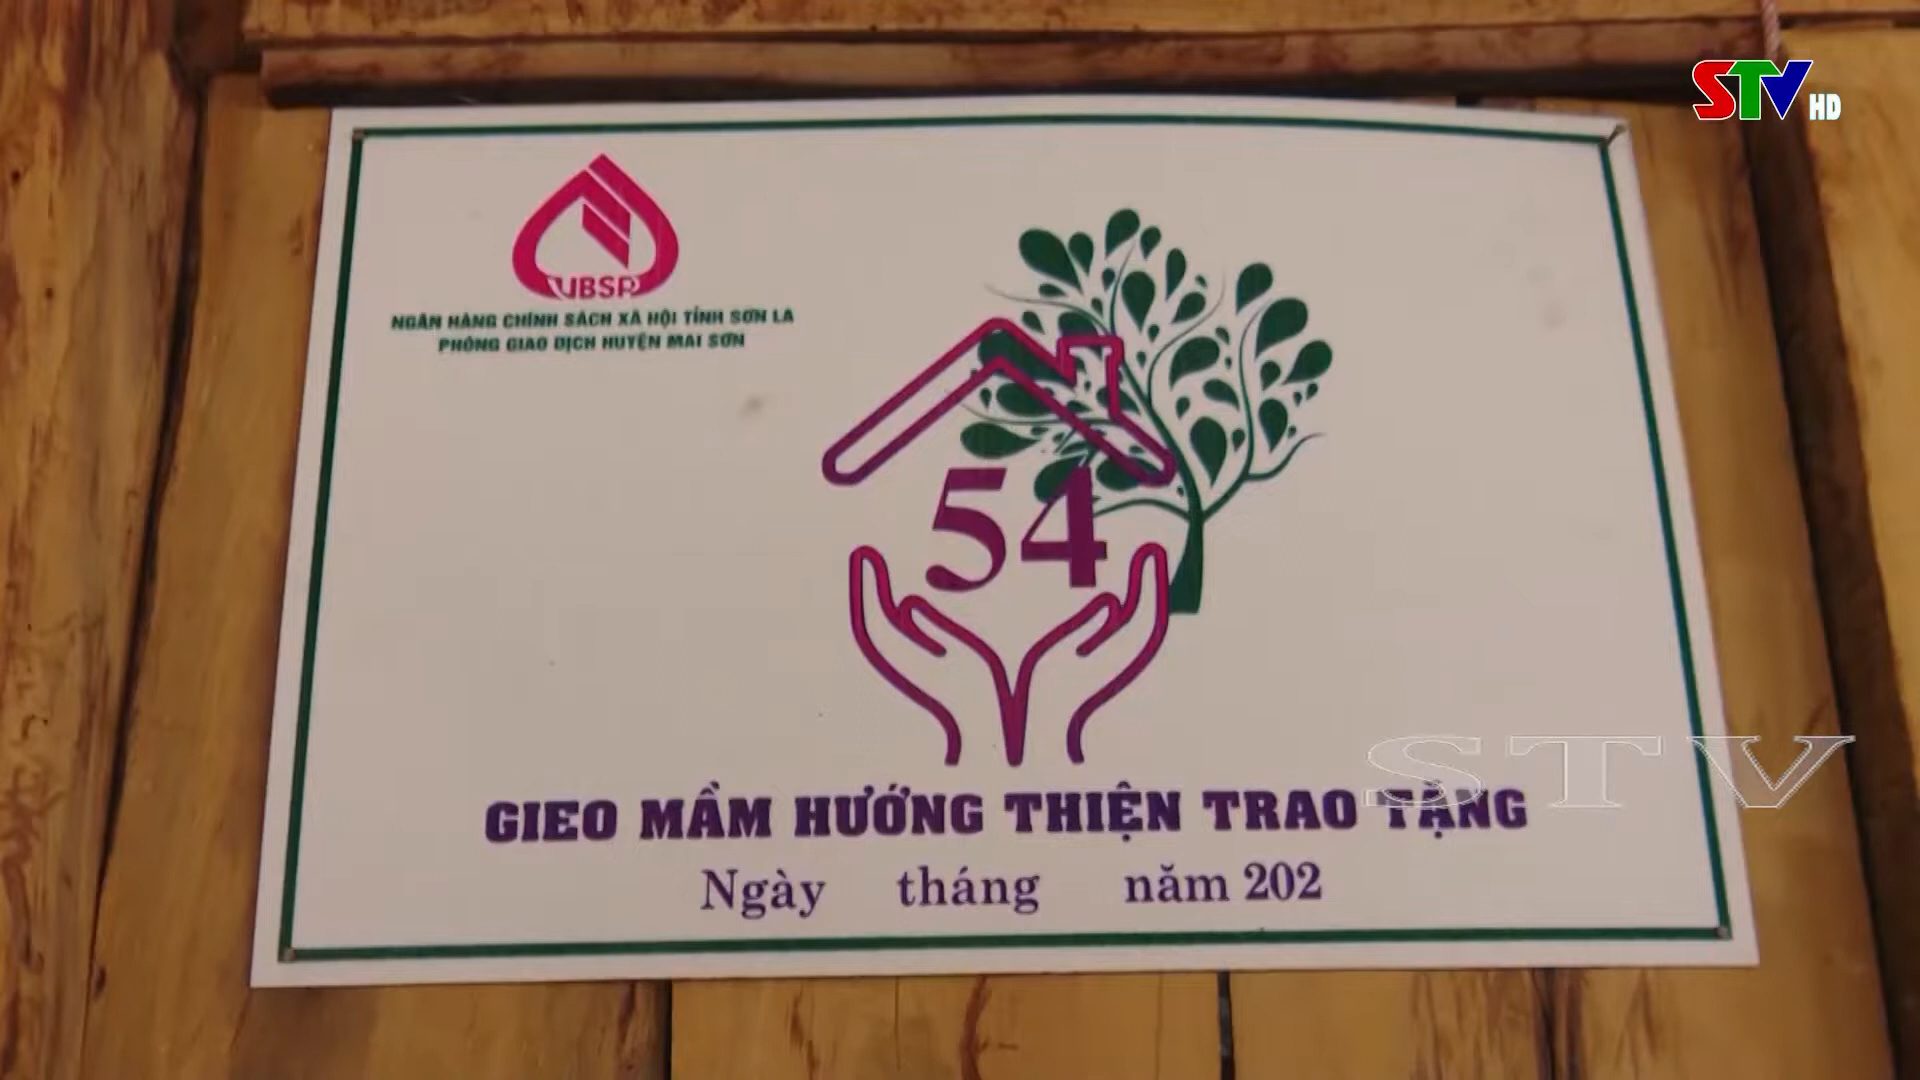 STV HD
VBSP
NGÂN HÀNG CHÍNH SÁCH XÃ HỘI TỈNH SƠN LA
PHÒNG GIAO DỊCH HUYỆN MAI SƠN
54
STV
GIEO MẦM HƯỚNG THIỆN TRAO TẶNG
Ngày tháng năm 202